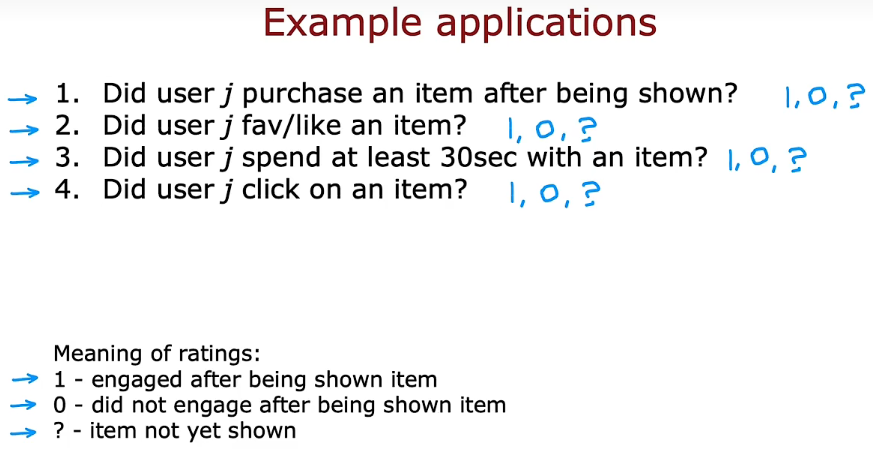 Example applications
→ 1. Did user j purchase an item after being shown? 1, 0, ?
→ 2. Did user j fav/like an item? 1, 0, ?
→ 3. Did user j spend at least 30sec with an item? 1, 0, ?
→ 4. Did user j click on an item? 1, 0, ?
Meaning of ratings:
→ 1 - engaged after being shown item
→ 0 - did not engage after being shown item
→ ? - item not yet shown